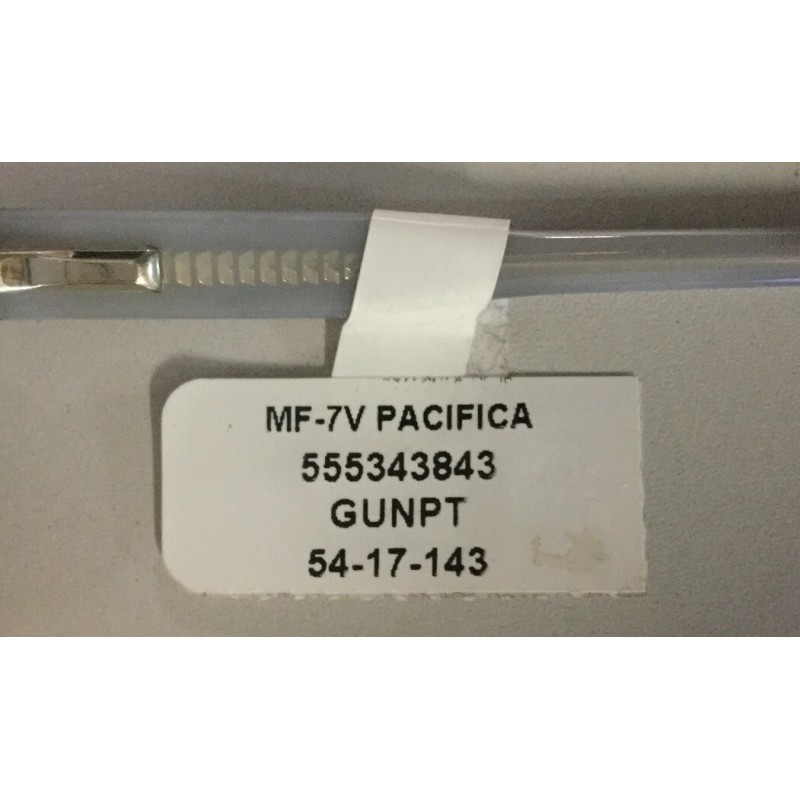 MF-7V PACIFICA
555343843
GUNPT
54-17-143